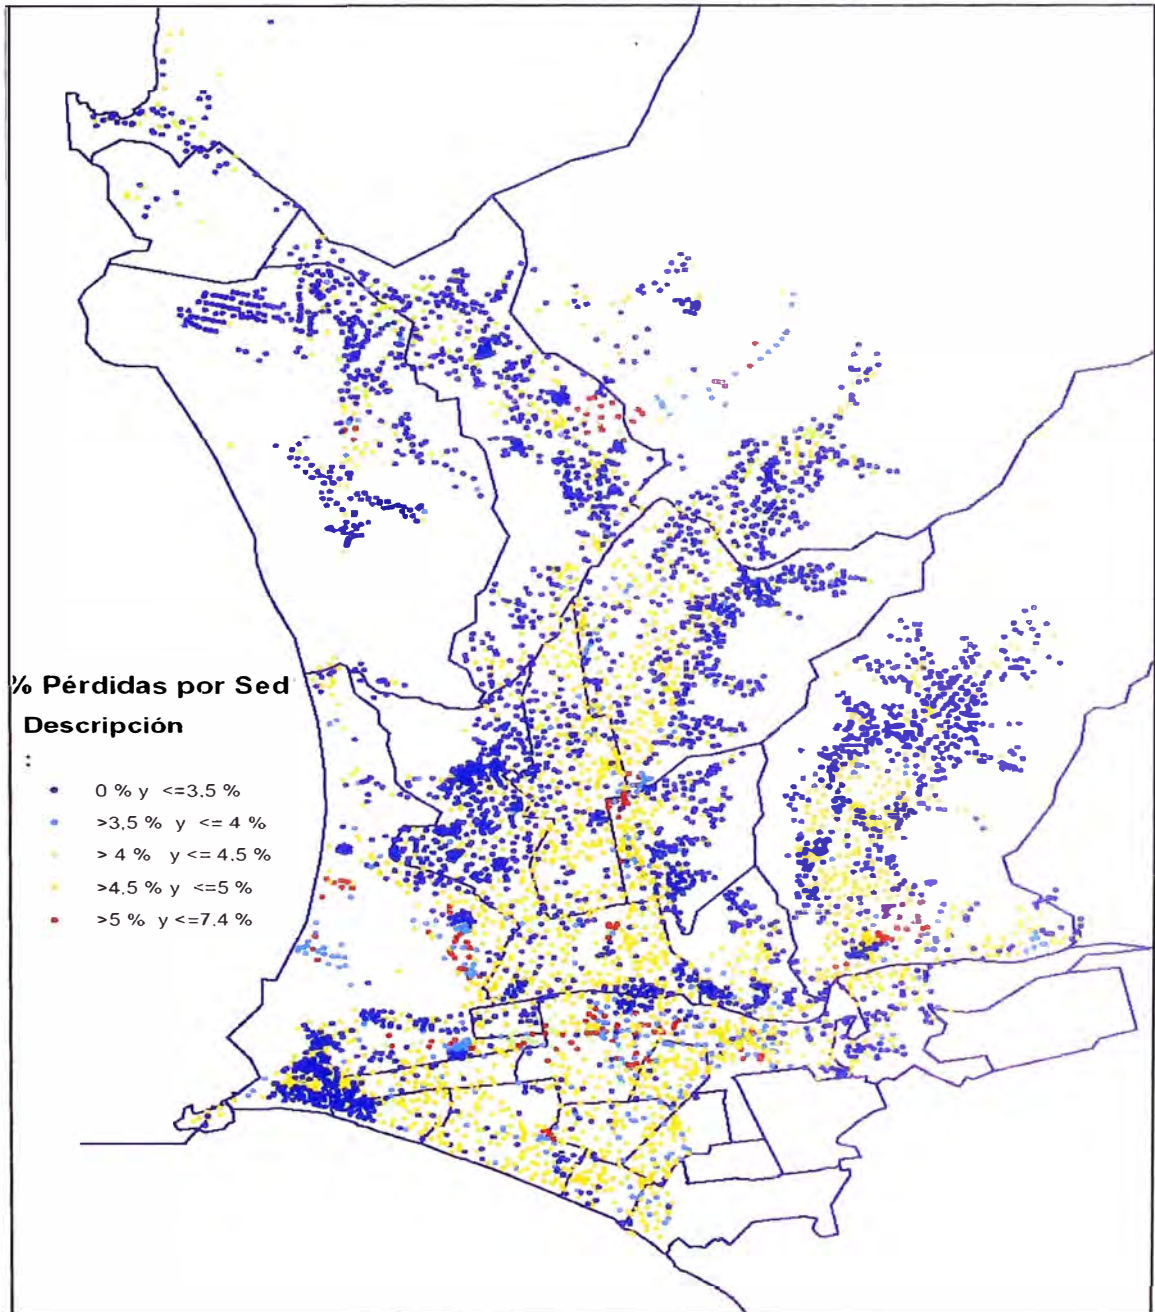 % Pérdidas por Sed
Descripción
:
0 % y <=3.5 %
>3,5 % y <= 4 %
> 4 % y <= 4.5 %
>4.5 % y <=5 %
>5 % y <=7.4 %